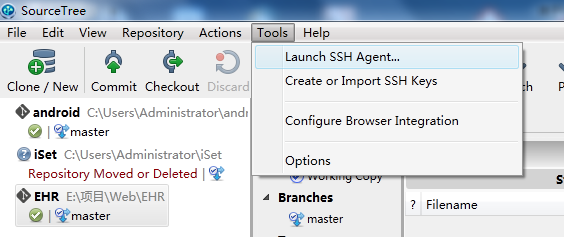 SourceTree
File Edit View Repository Actions Tools Help
Clone / New Commit Checkout Discard
Launch SSH Agent...
Create or Import SSH Keys
Configure Browser Integration
Options
android C:\Users\Administrator\andr
master
iSet C:\Users\Administrator\iSet
Repository Moved or Deleted |
EHR E:\项目\Web\EHR
master
Working Copy
Branches
master
? Filename